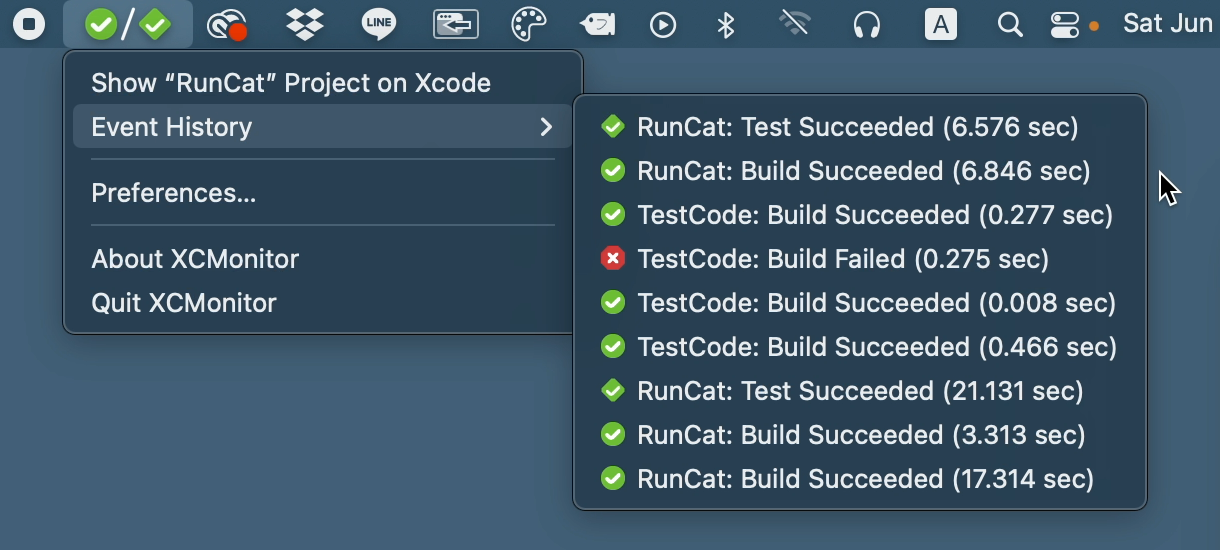 LINE
A
Sat Jun
Show “RunCat” Project on Xcode
Event History
Preferences...
About XCMonitor
Quit XCMonitor
RunCat: Test Succeeded (6.576 sec)
RunCat: Build Succeeded (6.846 sec)
TestCode: Build Succeeded (0.277 sec)
TestCode: Build Failed (0.275 sec)
TestCode: Build Succeeded (0.008 sec)
TestCode: Build Succeeded (0.466 sec)
RunCat: Test Succeeded (21.131 sec)
RunCat: Build Succeeded (3.313 sec)
RunCat: Build Succeeded (17.314 sec)